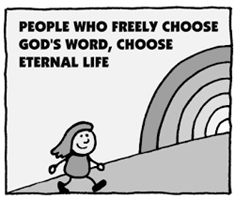 PEOPLE WHO FREELY CHOOSE
GOD'S WORD, CHOOSE
ETERNAL LIFE